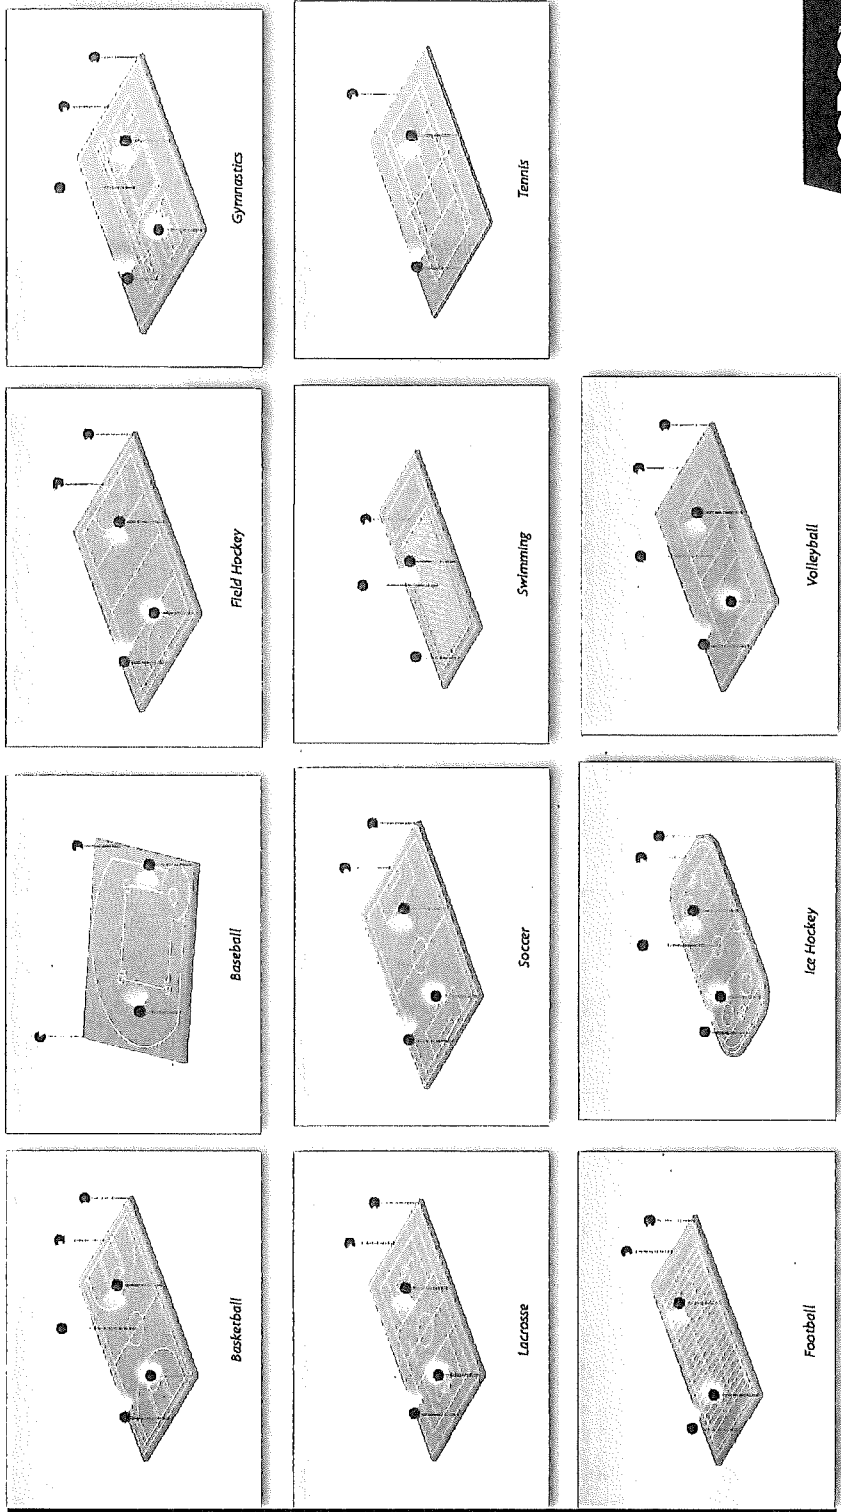 Gymnastics
Tennis
Field Hockey
Swimming
Volleyball
Baseball
Soccer
Ice Hockey
Basketball
Lacrosse
Football